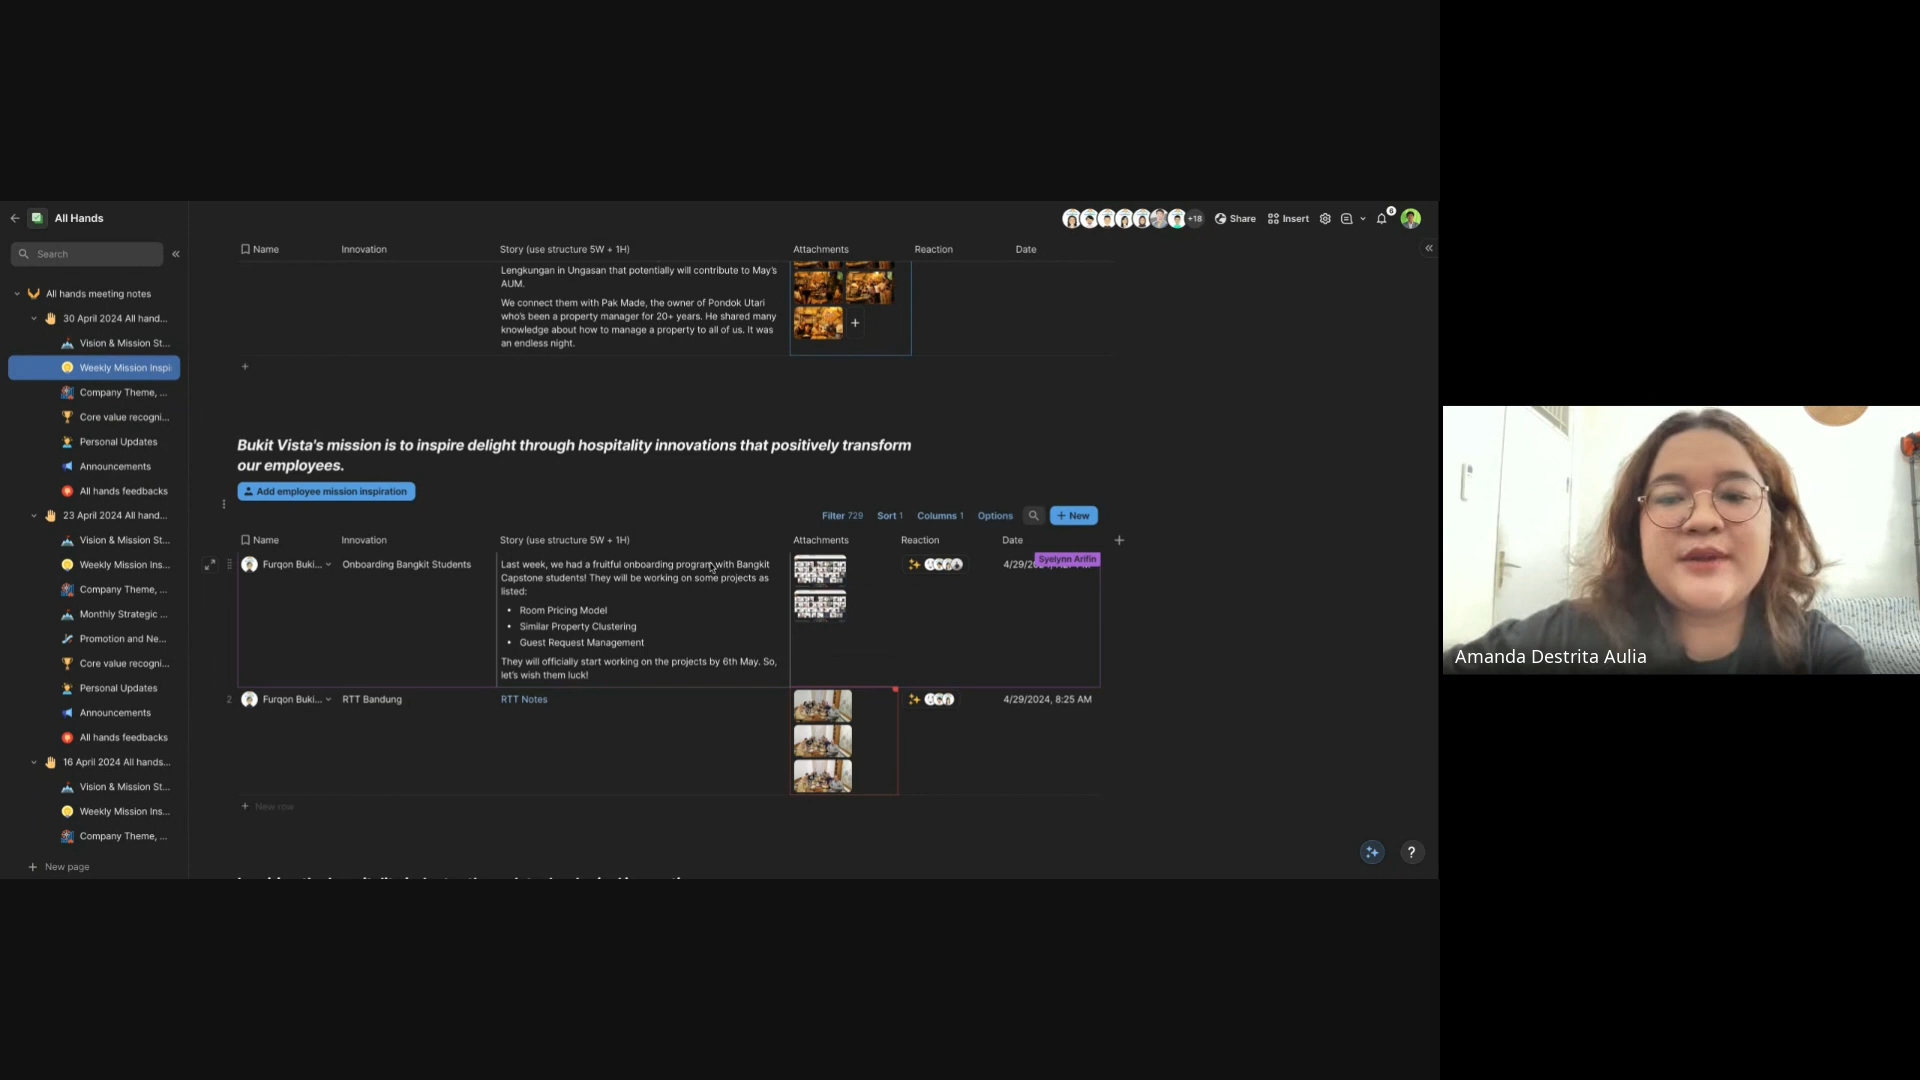 All Hands
+18
Share
Insert
6
Search
Name
Innovation
Story (use structure 5W + 1H)
Attachments
Reaction
Date
All hands meeting notes
30 April 2024 All hand...
Vision & Mission St...
Weekly Mission Inspi
Company Theme, ...
Core value recogni...
Personal Updates
Announcements
All hands feedbacks
23 April 2024 All hand...
Vision & Mission St...
Weekly Mission Ins...
Company Theme, ...
Monthly Strategic ...
Promotion and Ne...
Core value recogni...
Personal Updates
Announcements
All hands feedbacks
16 April 2024 All hands...
Vision & Mission St...
Weekly Mission Ins...
Company Theme, ...
New page
Lengkungan in Ungasan that potentially will contribute to May's
AUM.
We connect them with Pak Made, the owner of Pondok Utari
who's been a property manager for 20+ years. He shared many
knowledge about how to manage a property to all of us. It was
an endless night.
Bukit Vista's mission is to inspire delight through hospitality innovations that positively transform
our employees.
Add employee mission inspiration
Filter 729
Sort 1
Columns 1
Options
New
Name
Innovation
Story (use structure 5W + 1H)
Attachments
Reaction
Date
Furqon Buki...
Onboarding Bangkit Students
Last week, we had a fruitful onboarding program with Bangkit
Capstone students! They will be working on some projects as
listed:
• Room Pricing Model
• Similar Property Clustering
• Guest Request Management
They will officially start working on the projects by 6th May. So,
let's wish them luck!
Syelynn Arifin
2
Furqon Buki...
RTT Bandung
RTT Notes
4/29/2024, 8:25 AM
New row
?
Amanda Destrita Aulia